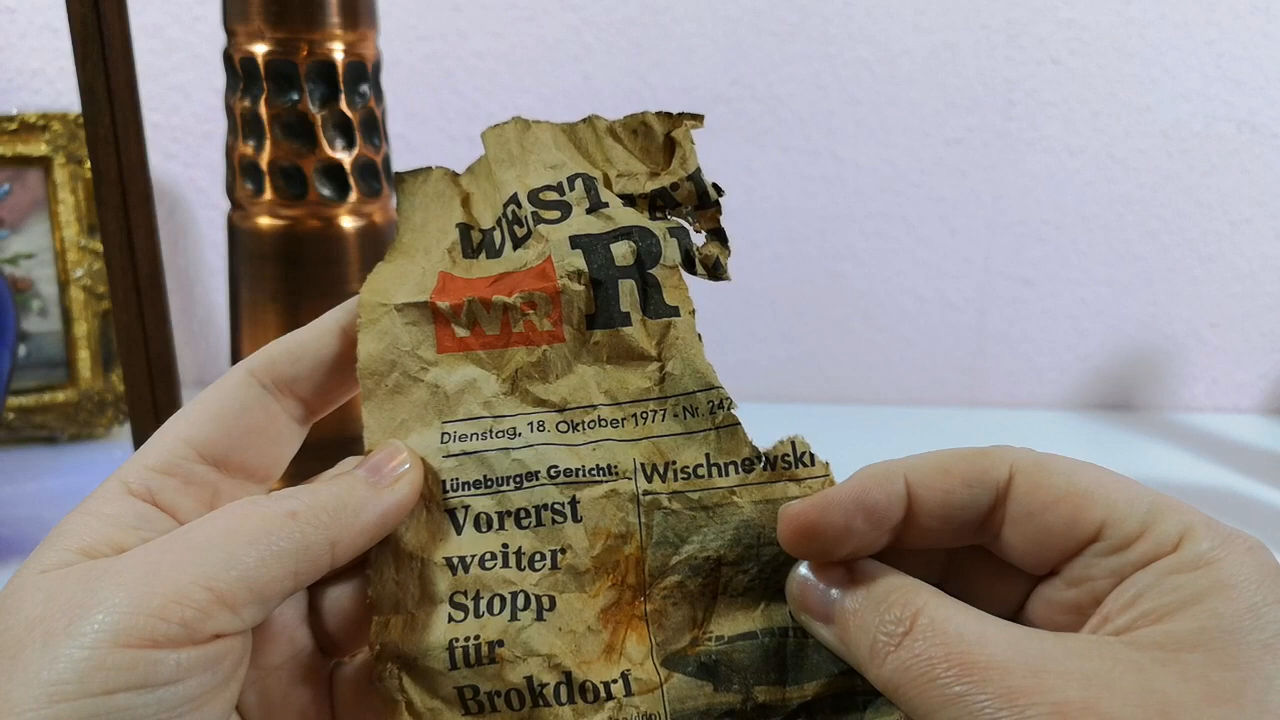 WEST
R
WR
Dienstag, 18. Oktober 1977 - Nr. 242
Lüneburger Gericht:
Wischnewski
Vorerst
weiter
Stopp
für
Brokdorf